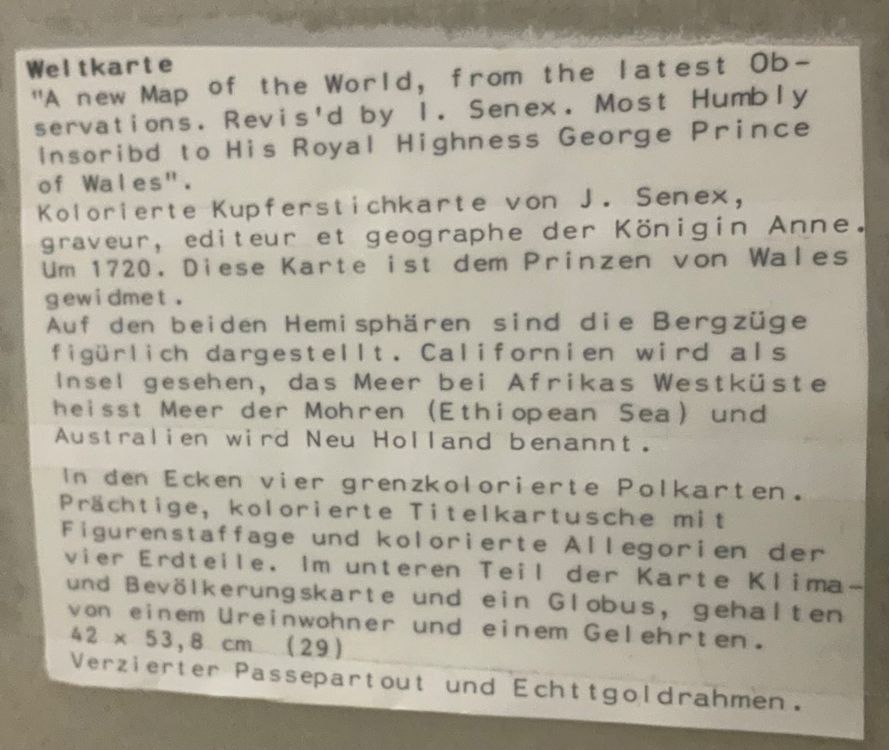 Weltkarte
"A new Map of the World, from the latest Ob-
servations. Revis'd by I. Senex. Most Humbly
Insoribd to His Royal Highness George Prince
of Wales".
Kolorierte Kupferstichkarte von J. Senex,
graveur, editeur et geographe der Königin Anne.
Um 1720. Diese Karte ist dem Prinzen von Wales
gewidmet.
Auf den beiden Hemisphären sind die Bergzüge
figürlich dargestellt. Californien wird als
Insel gesehen, das Meer bei Afrikas Westküste
heisst Meer der Mohren (Ethiopean Sea) und
Australien wird Neu Holland benannt.
In den Ecken vier grenzkolorierte Polkarten.
Prächtige, kolorierte Titelkartusche mit
Figurenstaffage und kolorierte Allegorien der
vier Erdteile. Im unteren Teil der Karte Klima-
und Bevölkerungskarte und ein Globus, gehalten
von einem Ureinwohner und einem Gelehrten.
42 x 53,8 cm (29)
Verzierter Passepartout und Echttgoldrahmen.